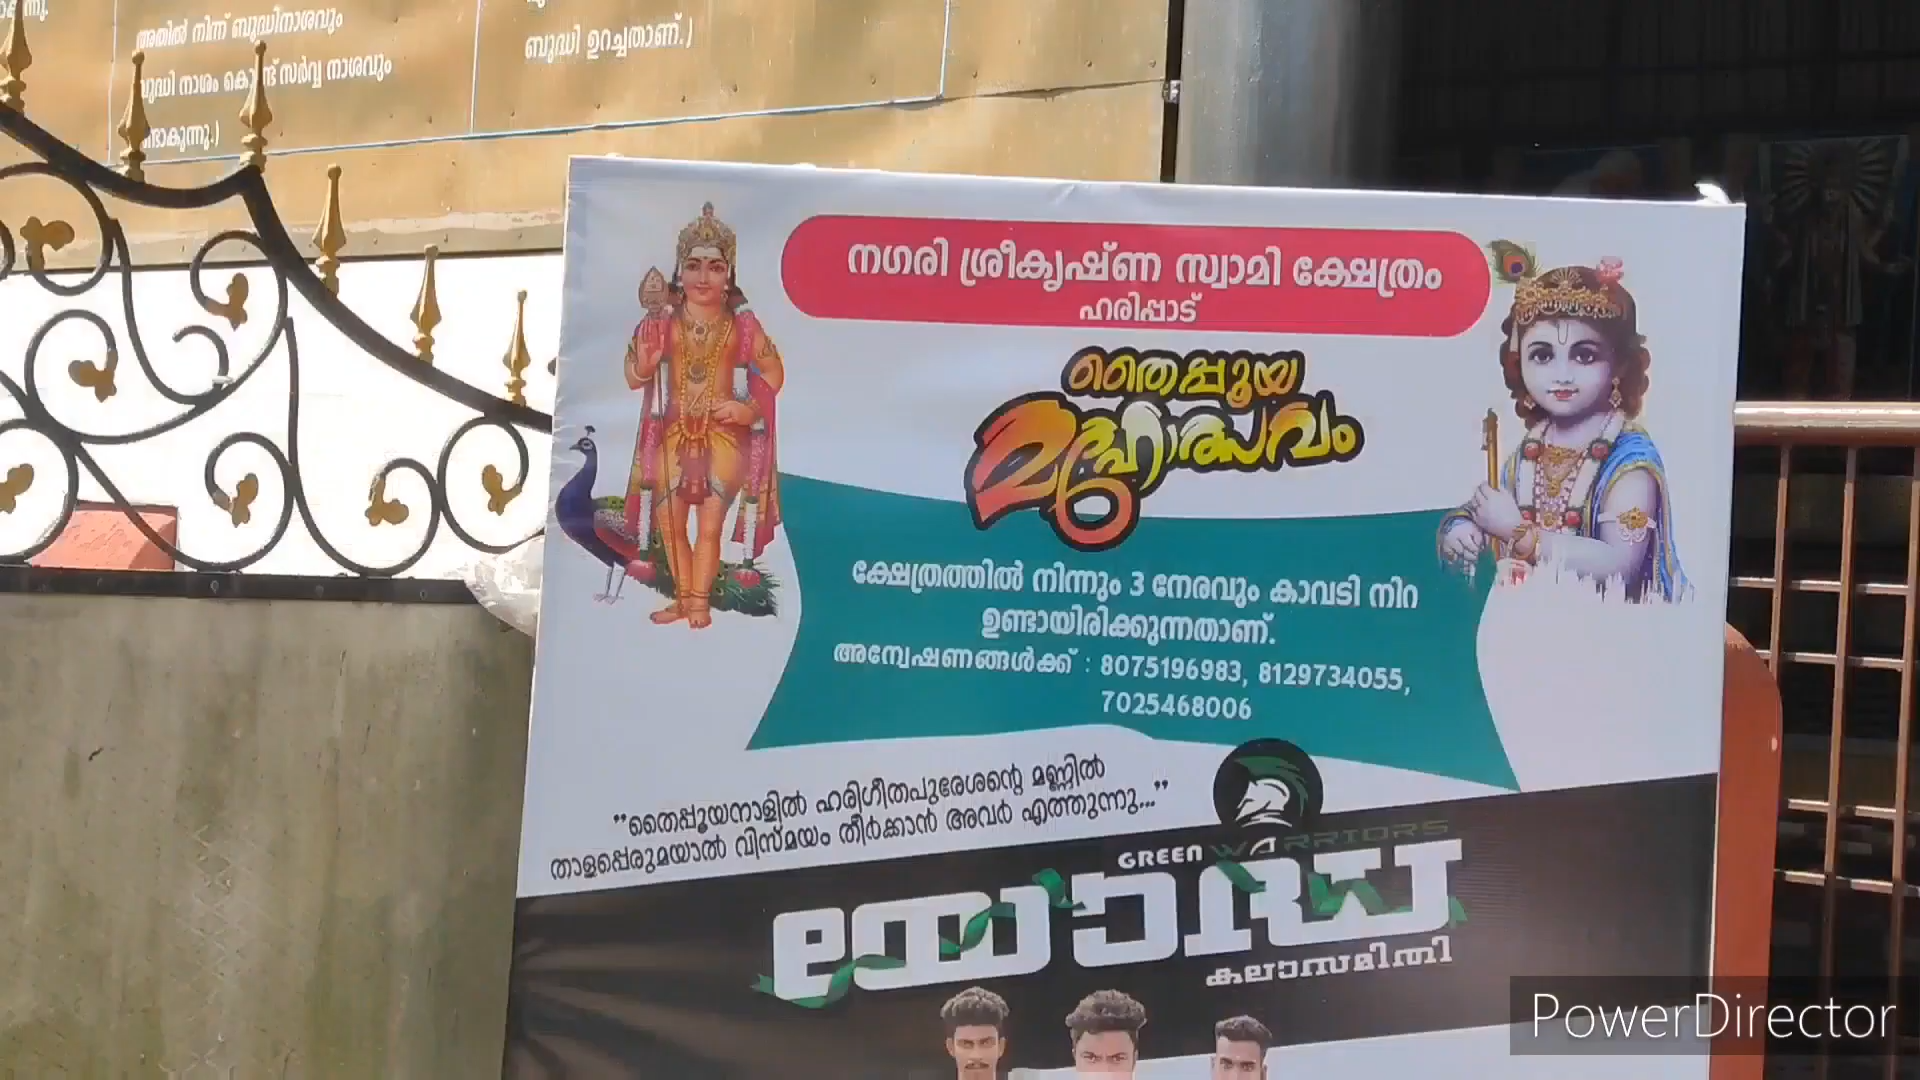 അതിൽ നിന്ന് ബുദ്ധിനാശവും
ബുദ്ധി നാശം സർവ്വ നാശവും
ബുദ്ധി ഉറച്ചതാണ്.)
നഗരി ശ്രീകൃഷ്ണ സ്വാമി ക്ഷേത്രം
ഹരിപ്പാട്
തൈപ്പൂയ
മഹോത്സവം
ക്ഷേത്രത്തിൽ നിന്നും 3 നേരവും കാവടി നിറ
ഉണ്ടായിരിക്കുന്നതാണ്.
അന്വേഷണങ്ങൾക്ക് : 8075196983, 8129734055,
7025468006
"തൈപ്പൂയനാളിൽ ഹരിഗീതപുരേശന്റെ മണ്ണിൽ
താളപ്പെരുമയാൽ വിസ്മയം തീർക്കാൻ അവർ എത്തുന്നു..."
GREEN WARRIORS
യോദ്ധ
കലാസമിതി
PowerDirector